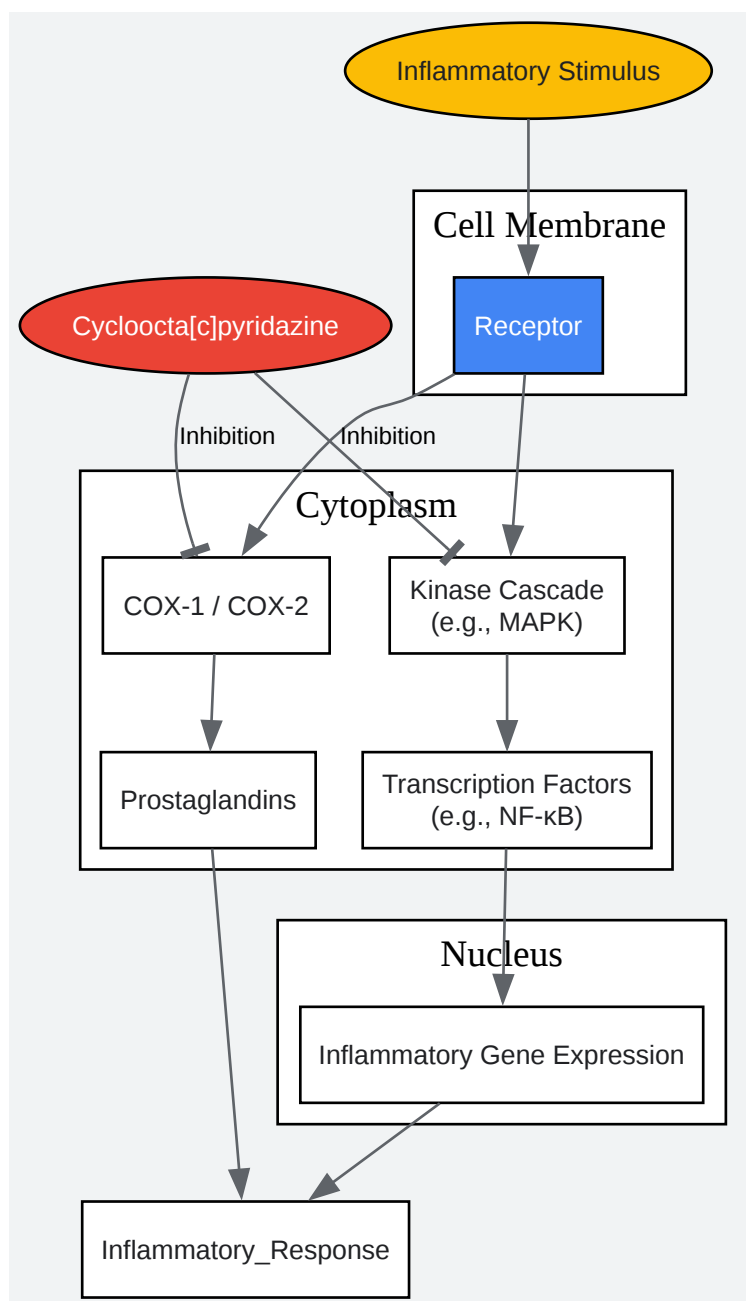 Inflammatory Stimulus
Cell Membrane
Cycloocta[c]pyridazine
Receptor
Inhibition
Inhibition
Cytoplasm
COX-1 / COX-2
Kinase Cascade
(e.g., MAPK)
Prostaglandins
Transcription Factors
(e.g., NF-κB)
Nucleus
Inflammatory Gene Expression
Inflammatory_Response